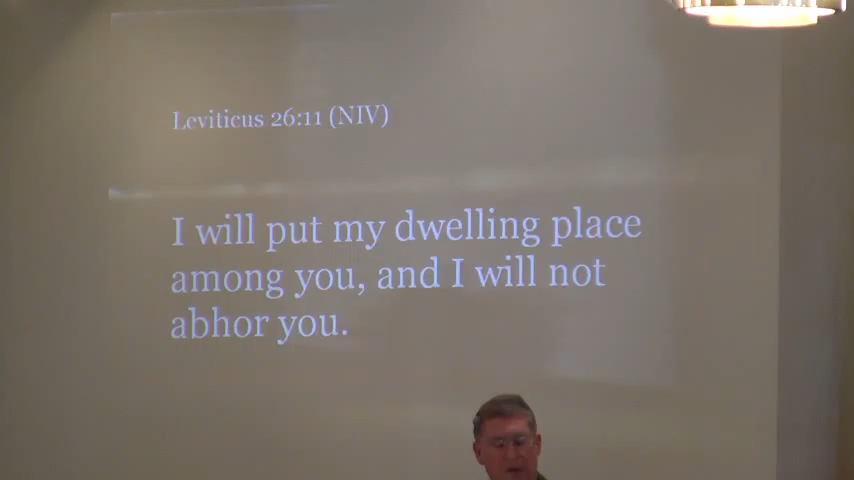 Leviticus 26:11 (NIV)
I will put my dwelling place
among you, and I will not
abhor you.